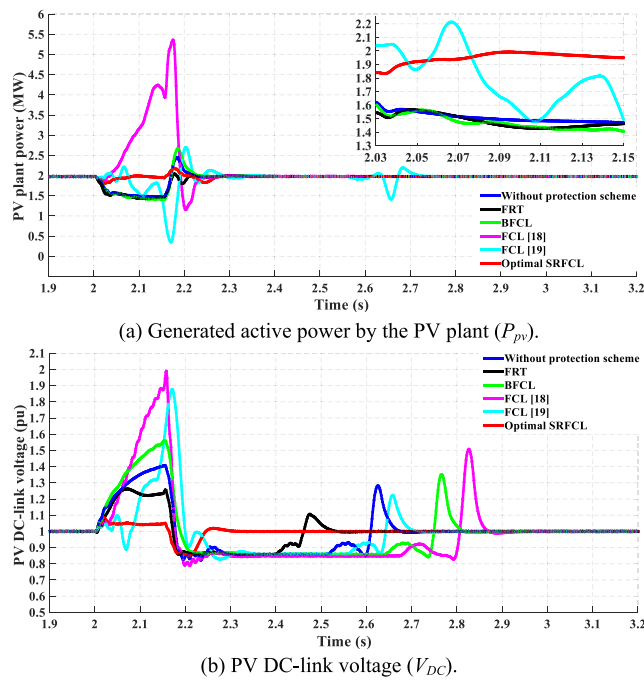 6
5.5
5
4.5
4
3.5
3
2.5
2
1.5
1
0.5
0
PV plant power (MW)
2.2
2.1
2
1.9
1.8
1.7
1.6
1.5
1.4
1.3
2.03 2.05 2.07 2.09 2.11 2.13 2.15
Without protection scheme
FRT
BFCL
FCL [18]
FCL [19]
Optimal SRFCL
1.9 2 2.1 2.2 2.3 2.4 2.5 2.6 2.7 2.8 2.9 3 3.1 3.2
Time (s)
(a) Generated active power by the PV plant (Ppv).
2.1
2
1.9
1.8
1.7
1.6
1.5
1.4
1.3
1.2
1.1
1
0.9
0.8
0.7
0.6
0.5
PV DC-link voltage (pu)
Without protection scheme
FRT
BFCL
FCL [18]
FCL [19]
Optimal SRFCL
1.9 2 2.1 2.2 2.3 2.4 2.5 2.6 2.7 2.8 2.9 3 3.1 3.2
Time (s)
(b) PV DC-link voltage (VDC).